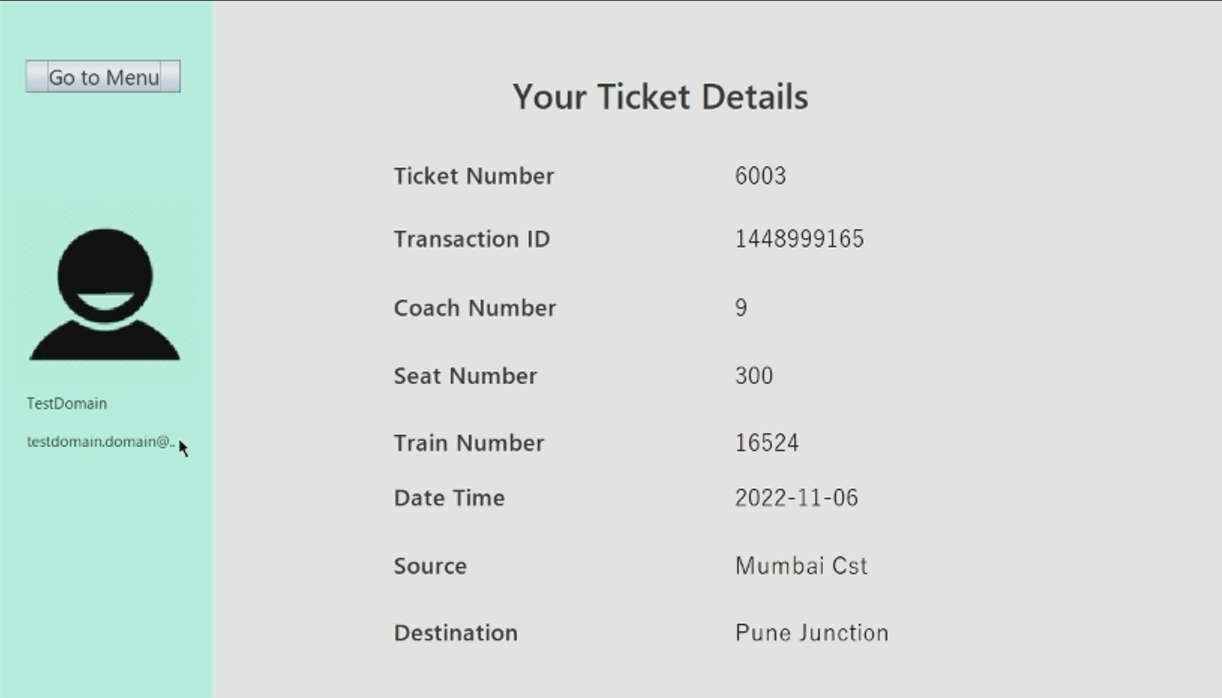 Go to Menu
TestDomain
testdomain.domain@..
Your Ticket Details
Ticket Number 6003
Transaction ID 1448999165
Coach Number 9
Seat Number 300
Train Number 16524
Date Time 2022-11-06
Source Mumbai Cst
Destination Pune Junction